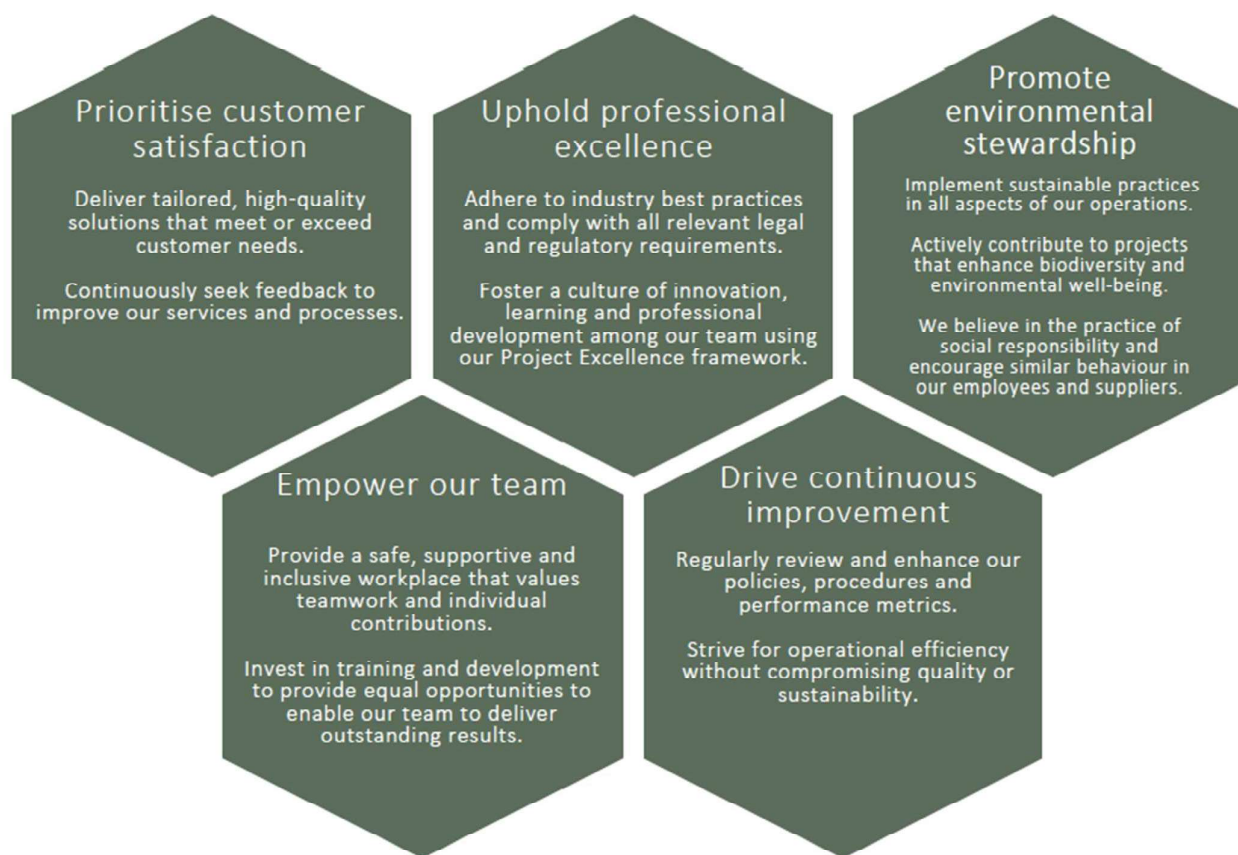 Prioritise customer
satisfaction
Deliver tailored, high-quality
solutions that meet or exceed
customer needs.
Continuously seek feedback to
improve our services and processes.
Uphold professional
excellence
Adhere to industry best practices
and comply with all relevant legal
and regulatory requirements.
Foster a culture of innovation,
learning and professional
development among our team using
our Project Excellence framework.
Promote
environmental
stewardship
Implement sustainable practices
in all aspects of our operations.
Actively contribute to projects
that enhance biodiversity and
environmental well-being.
We believe in the practice of
social responsibility and
encourage similar behaviour in
our employees and suppliers.
Empower our team
Provide a safe, supportive and
inclusive workplace that values
teamwork and individual
contributions.
Invest in training and development
to provide equal opportunities to
enable our team to deliver
outstanding results.
Drive continuous
improvement
Regularly review and enhance our
policies, procedures and
performance metrics.
Strive for operational efficiency
without compromising quality or
sustainability.